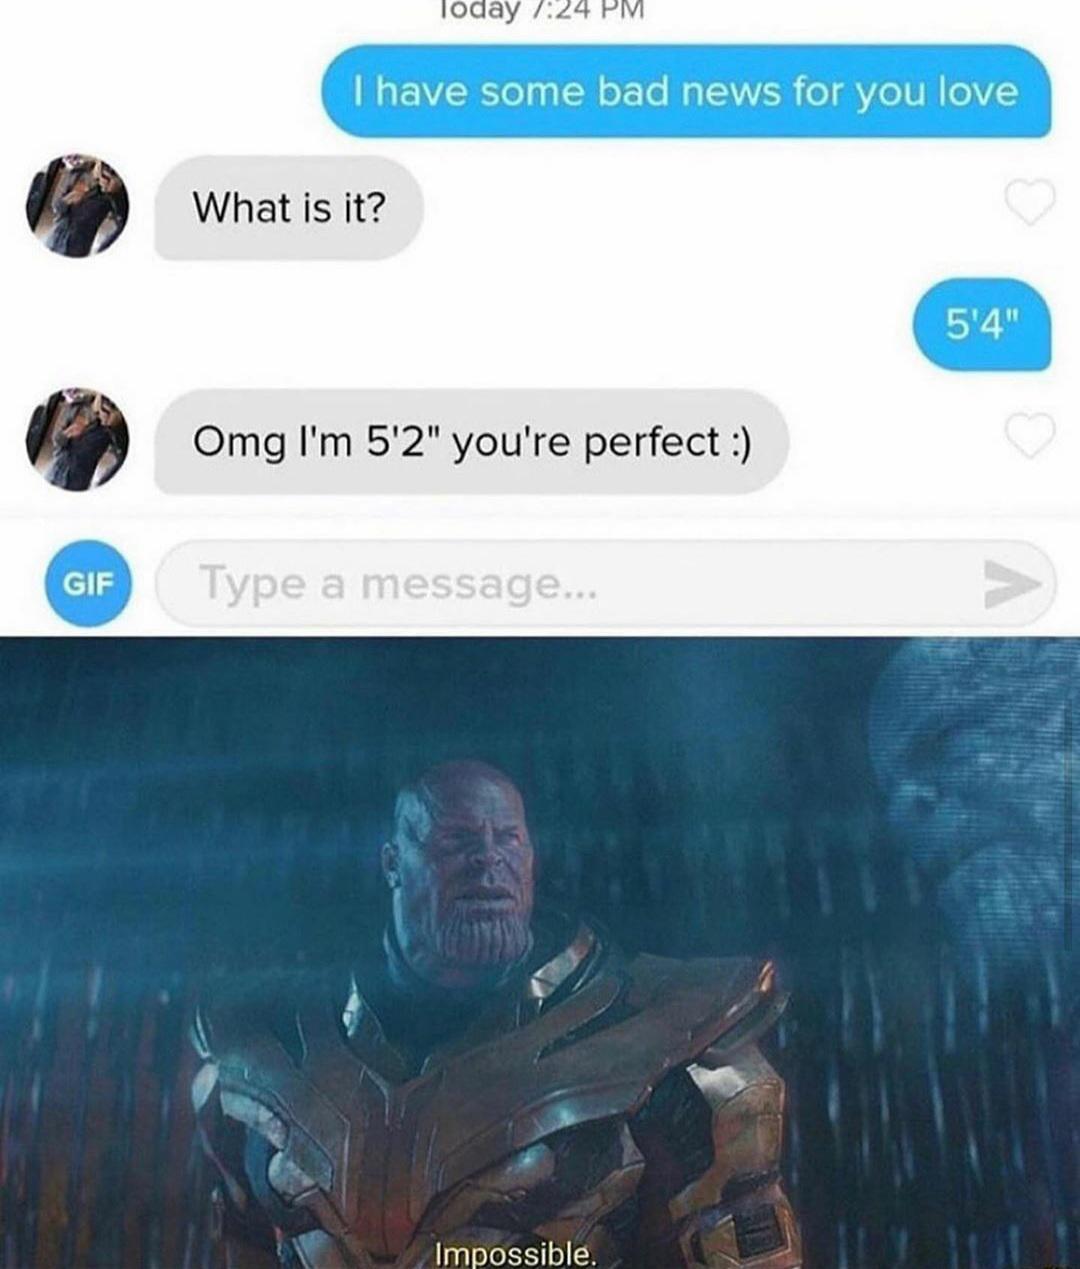 Today 7:24 PM
I have some bad news for you love
What is it?
5'4"
Omg I'm 5'2" you're perfect :)
GIF
Type a message...
Impossible.